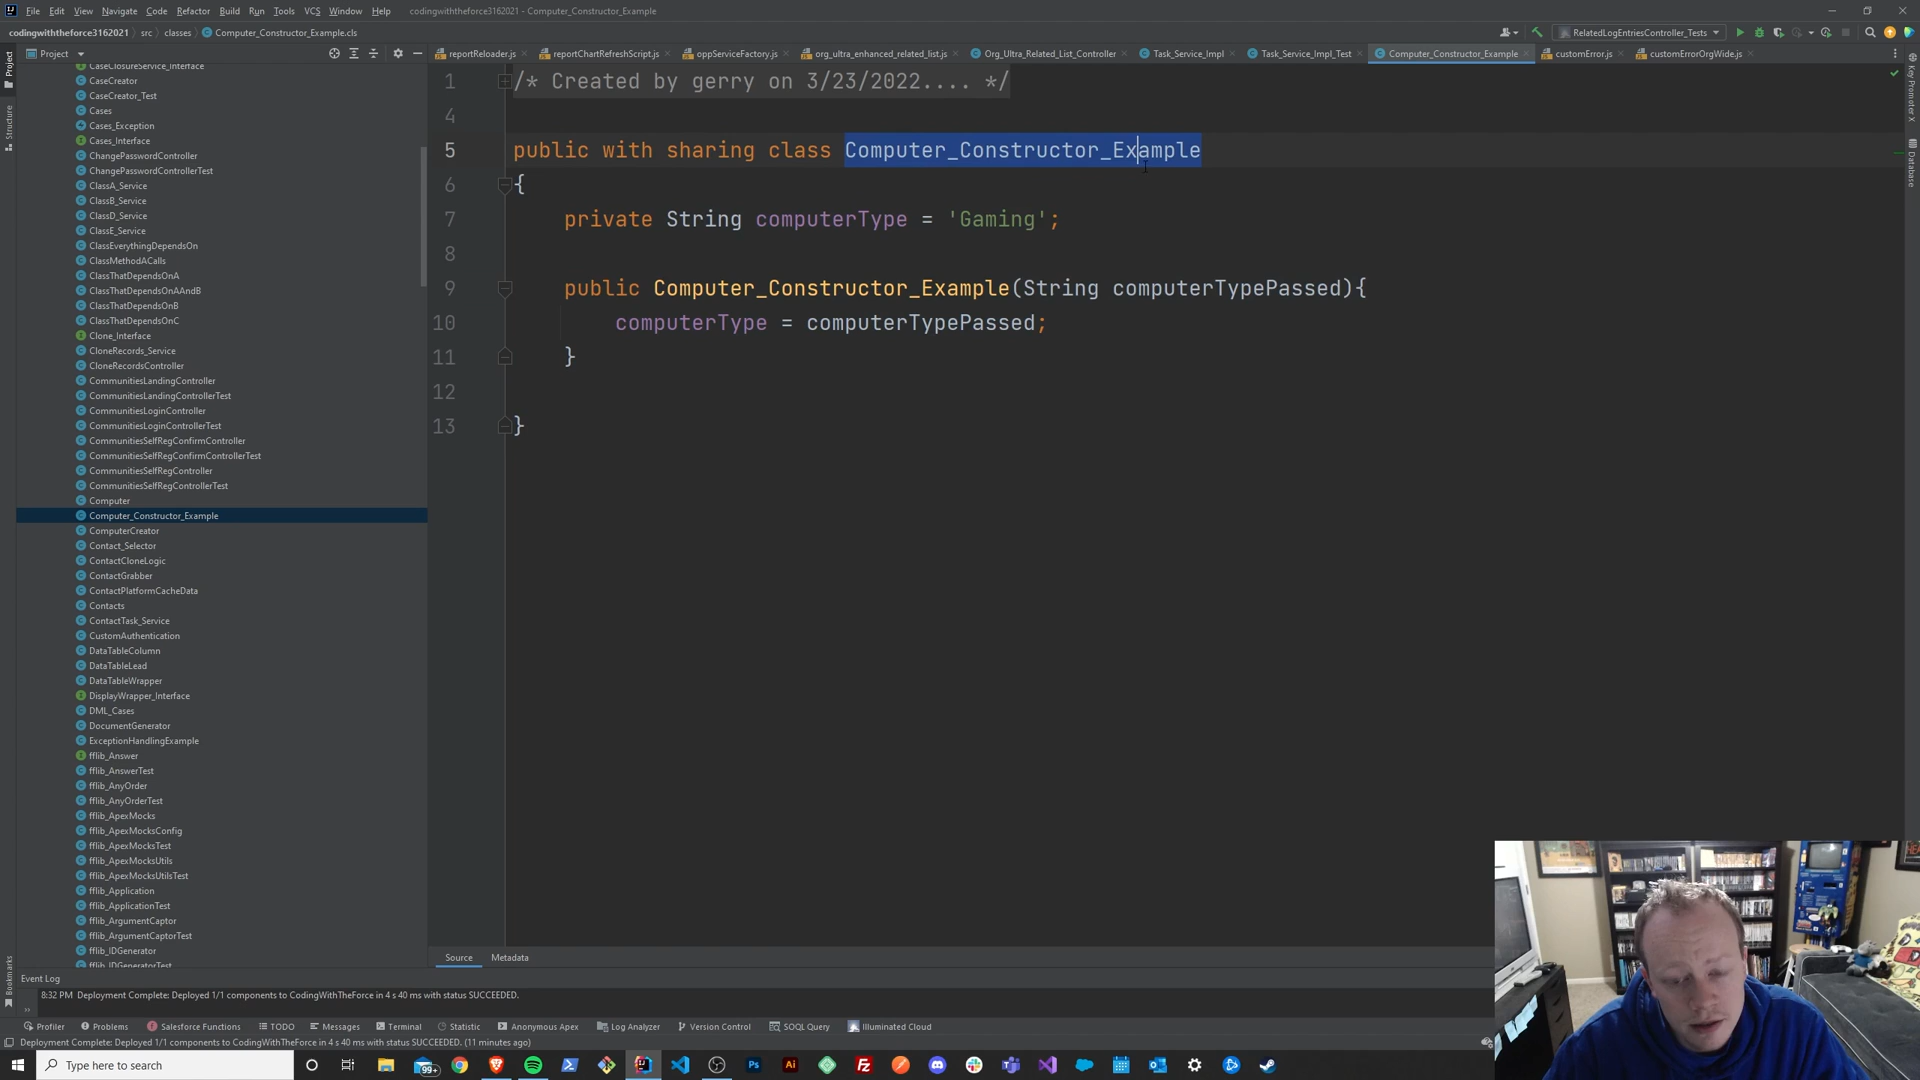 File Edit View Navigate Code Refactor Build Run Tools VCS Window Help codingwiththeforce3162021 - Computer_Constructor_Example
codingwiththeforce3162021 src classes Computer_Constructor_Example.cls
RelatedLogEntriesController_Tests
Project
reportReloader.js reportChartRefreshScript.js oppServiceFactory.js org_ultra_enhanced_related_list.js Org_Ultra_Related_List_Controller Task_Service_Impl Task_Service_Impl_Test Computer_Constructor_Example customError.js customErrorOrgWide.js
Project
Structure
Bookmarks
Key Promoter X
Database
CaseClosureService_Interface
CaseCreator
CaseCreator_Test
Cases
Cases_Exception
Cases_Interface
ChangePasswordController
ChangePasswordControllerTest
ClassA_Service
ClassB_Service
ClassD_Service
ClassE_Service
ClassEverythingDependsOn
ClassMethodACalls
ClassThatDependsOnA
ClassThatDependsOnAAndB
ClassThatDependsOnB
ClassThatDependsOnC
Clone_Interface
CloneRecords_Service
CloneRecordsController
CommunitiesLandingController
CommunitiesLandingControllerTest
CommunitiesLoginController
CommunitiesLoginControllerTest
CommunitiesSelfRegConfirmController
CommunitiesSelfRegConfirmControllerTest
CommunitiesSelfRegController
CommunitiesSelfRegControllerTest
Computer
Computer_Constructor_Example
ComputerCreator
Contact_Selector
ContactCloneLogic
ContactGrabber
ContactPlatformCacheData
Contacts
ContactTask_Service
CustomAuthentication
DataTableColumn
DataTableLead
DataTableWrapper
DisplayWrapper_Interface
DML_Cases
DocumentGenerator
ExceptionHandlingExample
fflib_Answer
fflib_AnswerTest
fflib_AnyOrder
fflib_AnyOrderTest
fflib_ApexMocks
fflib_ApexMocksConfig
fflib_ApexMocksTest
fflib_ApexMocksUtils
fflib_ApexMocksUtilsTest
fflib_Application
fflib_ApplicationTest
fflib_ArgumentCaptor
fflib_ArgumentCaptorTest
fflib_IDGenerator
fflib_IDGeneratorTest
1 /* Created by gerry on 3/23/2022.... */
4
5 public with sharing class Computer_Constructor_Example
6 {
7 private String computerType = 'Gaming';
8
9 public Computer_Constructor_Example(String computerTypePassed){
10 computerType = computerTypePassed;
11 }
12
13 }
Source Metadata
Event Log
8:32 PM Deployment Complete: Deployed 1/1 components to CodingWithTheForce in 4 s 40 ms with status SUCCEEDED.
Profiler Problems Salesforce Functions TODO Messages Terminal Statistic Anonymous Apex Log Analyzer Version Control SOQL Query Illuminated Cloud
Deployment Complete: Deployed 1/1 components to CodingWithTheForce in 4 s 40 ms with status SUCCEEDED. (11 minutes ago)
Type here to search
99+
Ps
Ai
Fz